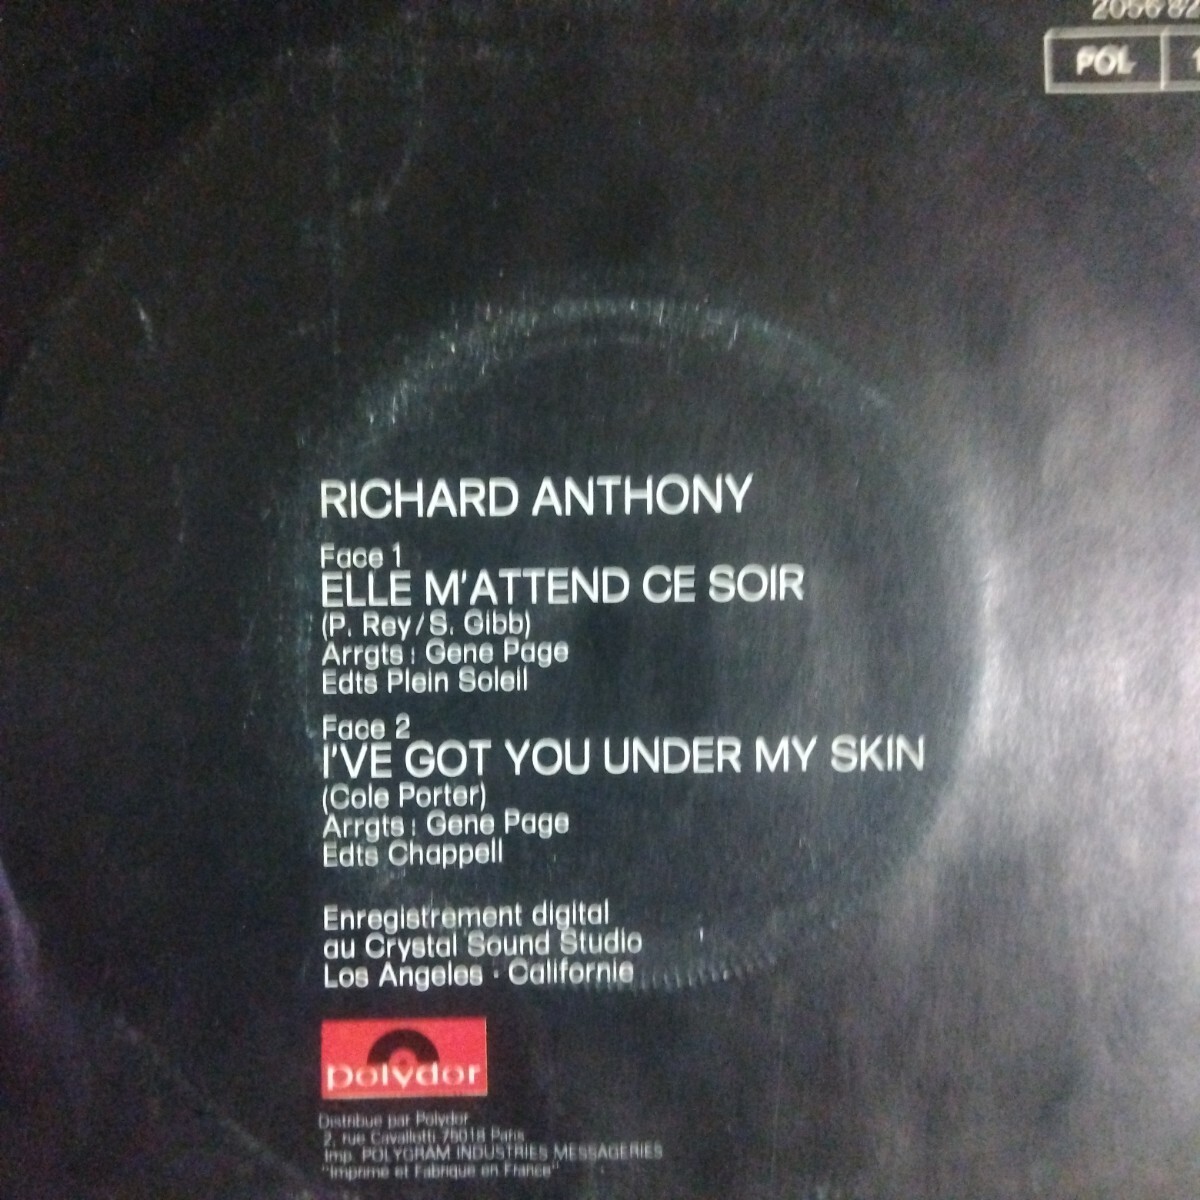 2056 82
POL 1
RICHARD ANTHONY
Face 1
ELLE M'ATTEND CE SOIR
(P. Rey/S. Gibb)
Arrgts : Gene Page
Edts Plein Soleil
Face 2
I'VE GOT YOU UNDER MY SKIN
(Cole Porter)
Arrgts : Gene Page
Edts Chappell
Enregistrement digital
au Crystal Sound Studio
Los Angeles · Californie
polydor
Distribué par Polydor
2, rue Cavallotti 75018 Paris
Imp. POLYGRAM INDUSTRIES MESSAGERIES
"Imprimé et Fabriqué en France"